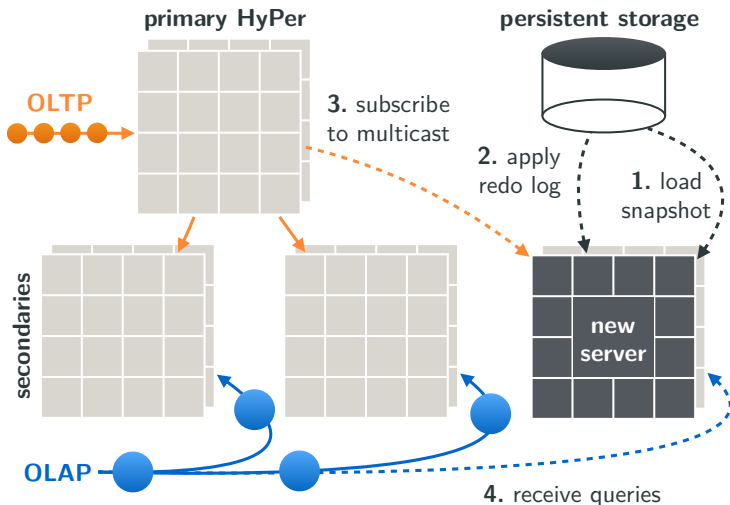 primary HyPer
persistent storage
OLTP
3. subscribe
to multicast
2. apply
redo log
1. load
snapshot
secondaries
new
server
OLAP
4. receive queries